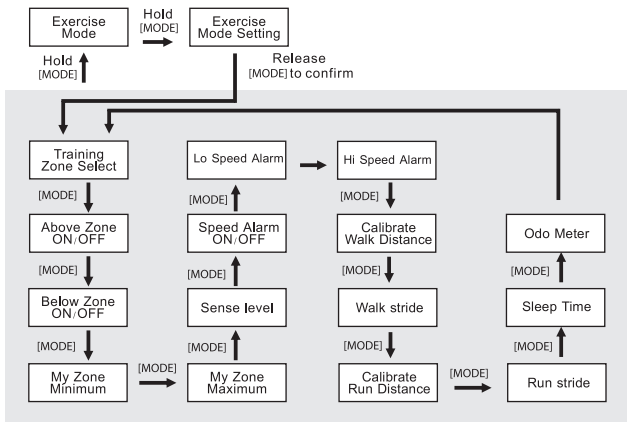 Exercise
Mode
Hold
[MODE]
Exercise
Mode Setting
Hold
[MODE]
Release
[MODE] to confirm
Training
Zone Select
[MODE]
Above Zone
ON/OFF
[MODE]
Below Zone
ON/OFF
[MODE]
My Zone
Minimum
[MODE]
My Zone
Maximum
[MODE]
Sense level
[MODE]
Speed Alarm
ON/OFF
[MODE]
Lo Speed Alarm
Hi Speed Alarm
[MODE]
Calibrate
Walk Distance
[MODE]
Walk stride
[MODE]
Calibrate
Run Distance
[MODE]
Run stride
[MODE]
Sleep Time
[MODE]
Odo Meter